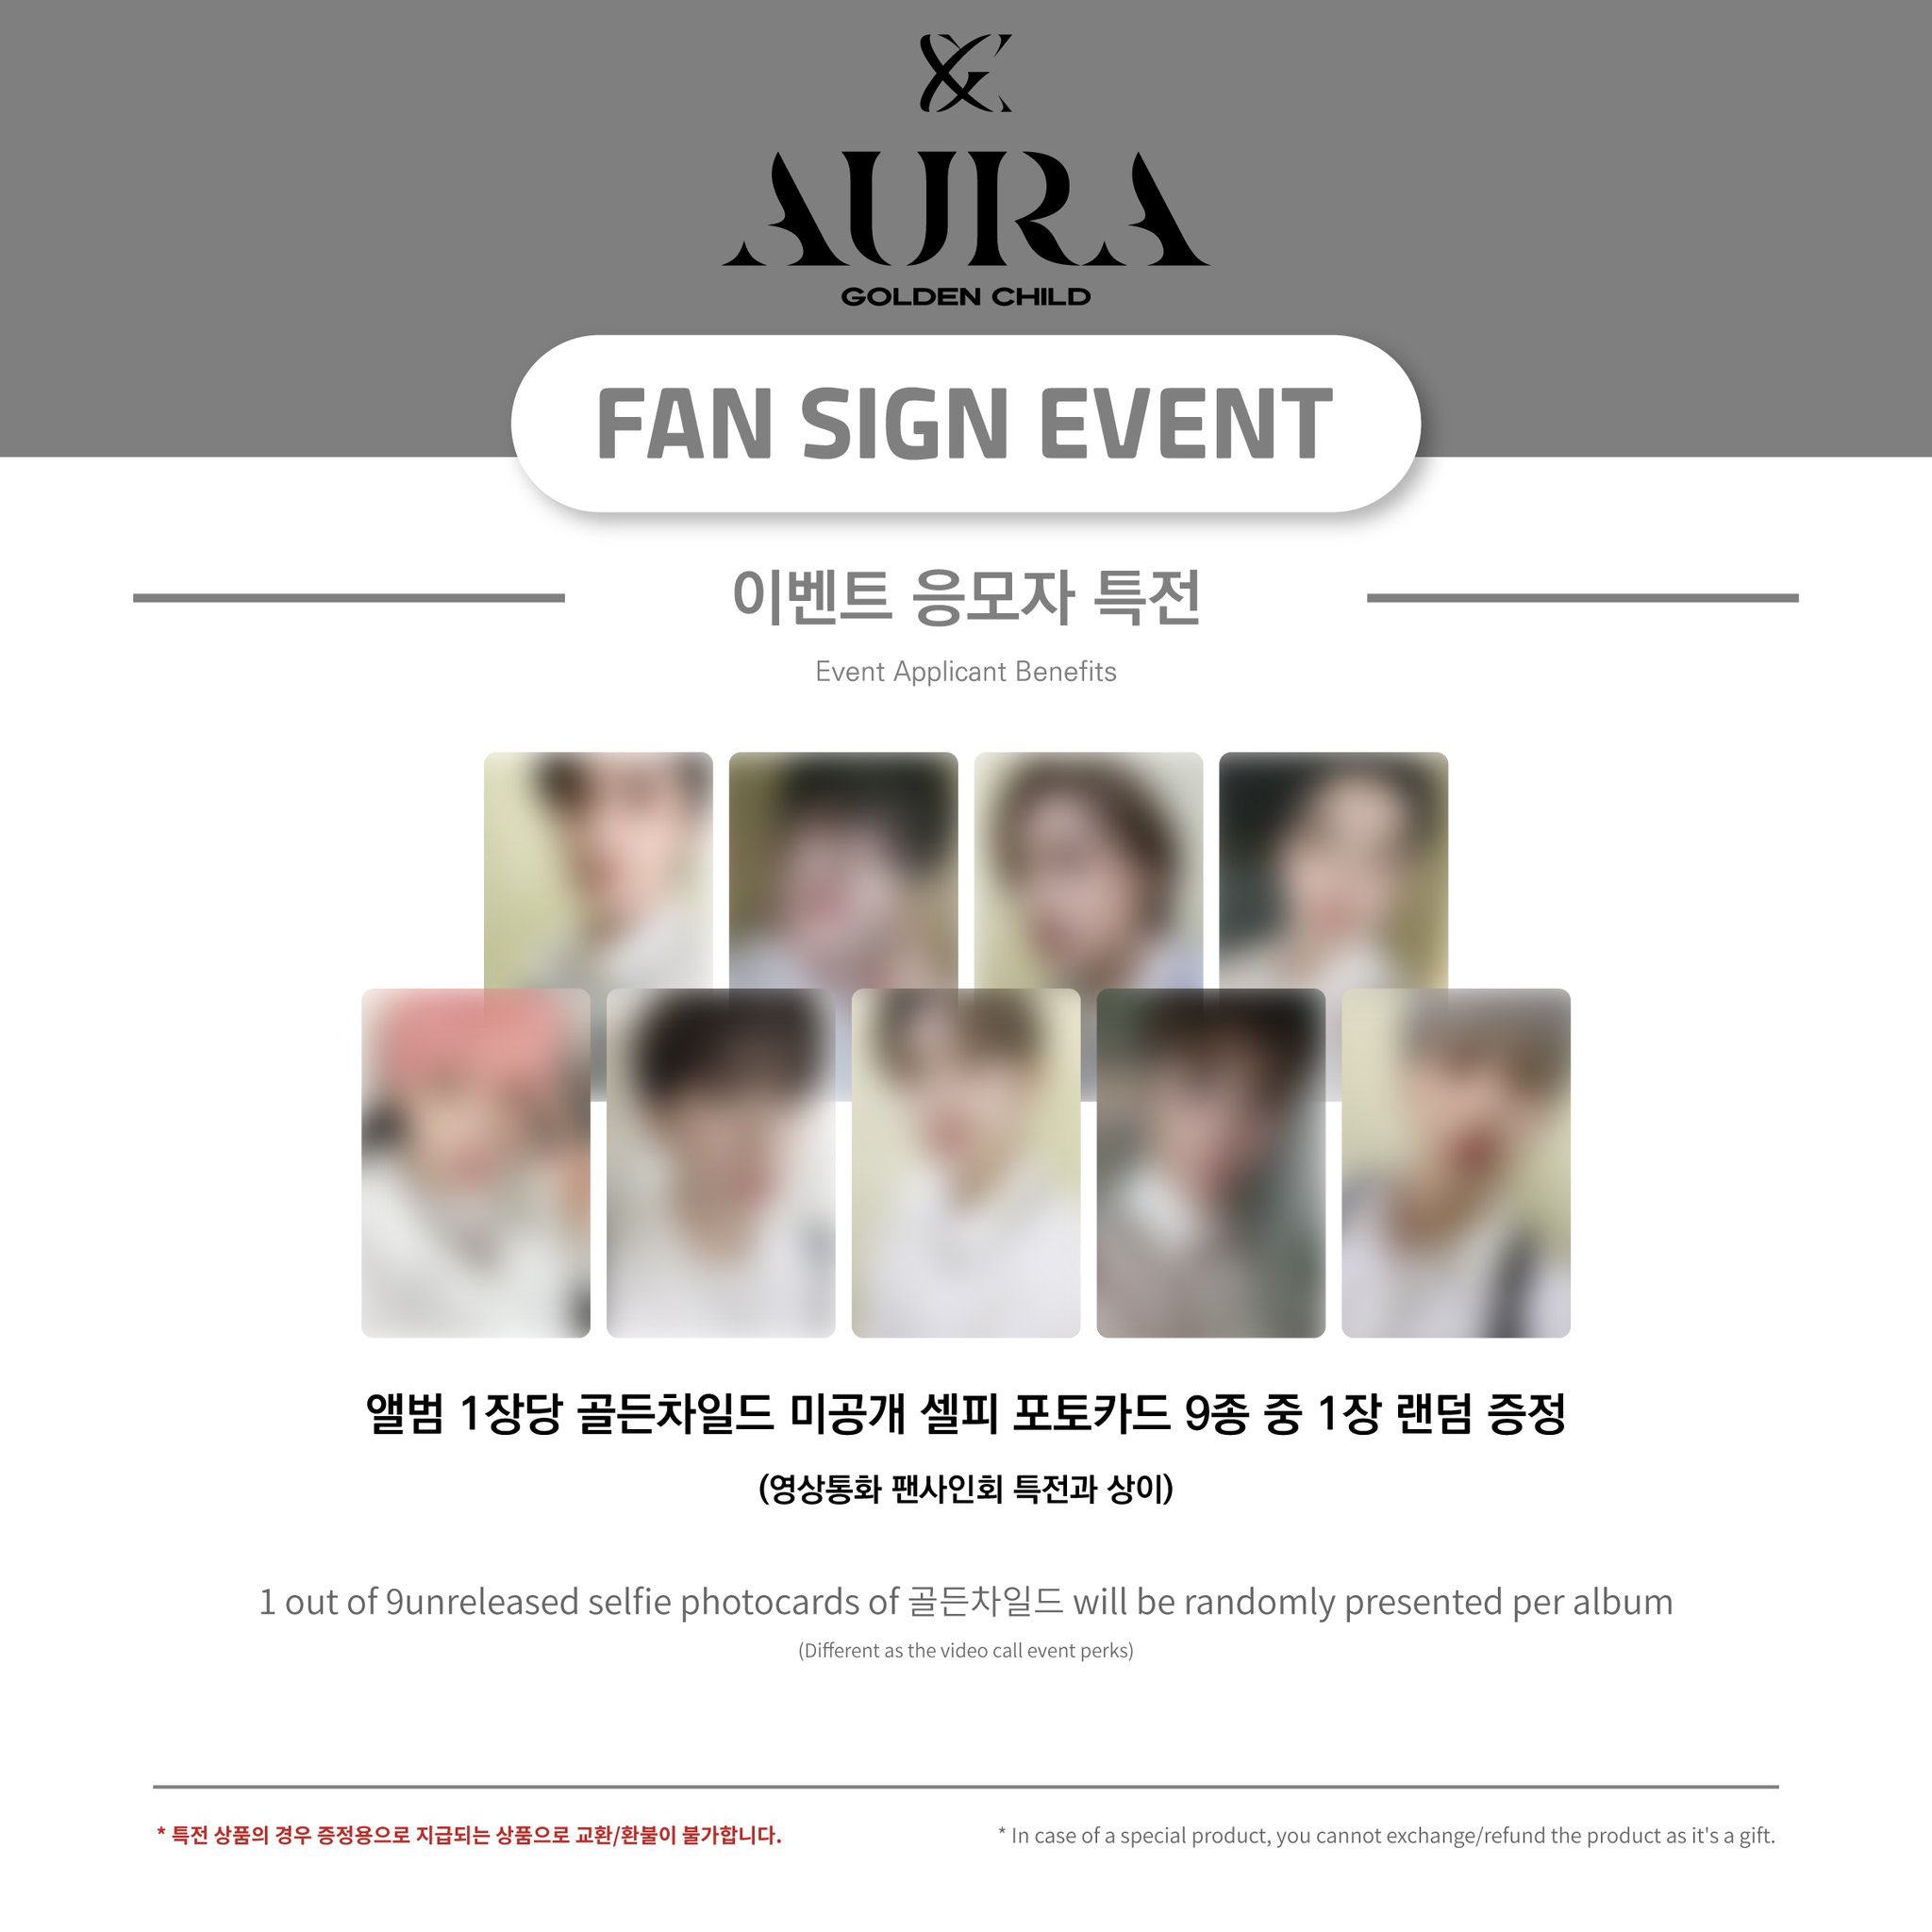 AURA
GOLDEN CHILD
FAN SIGN EVENT
이벤트 응모자 특전
Event Applicant Benefits
앨범 1장당 골든차일드 미공개 셀피 포토카드 9종 중 1장 랜덤 증정
(영상통화 팬사인회 특전과 상이)
1 out of 9unreleased selfie photocards of 골든차일드 will be randomly presented per album
(Different as the video call event perks)
* 특전 상품의 경우 증정용으로 지급되는 상품으로 교환/환불이 불가합니다.
* In case of a special product, you cannot exchange/refund the product as it's a gift.